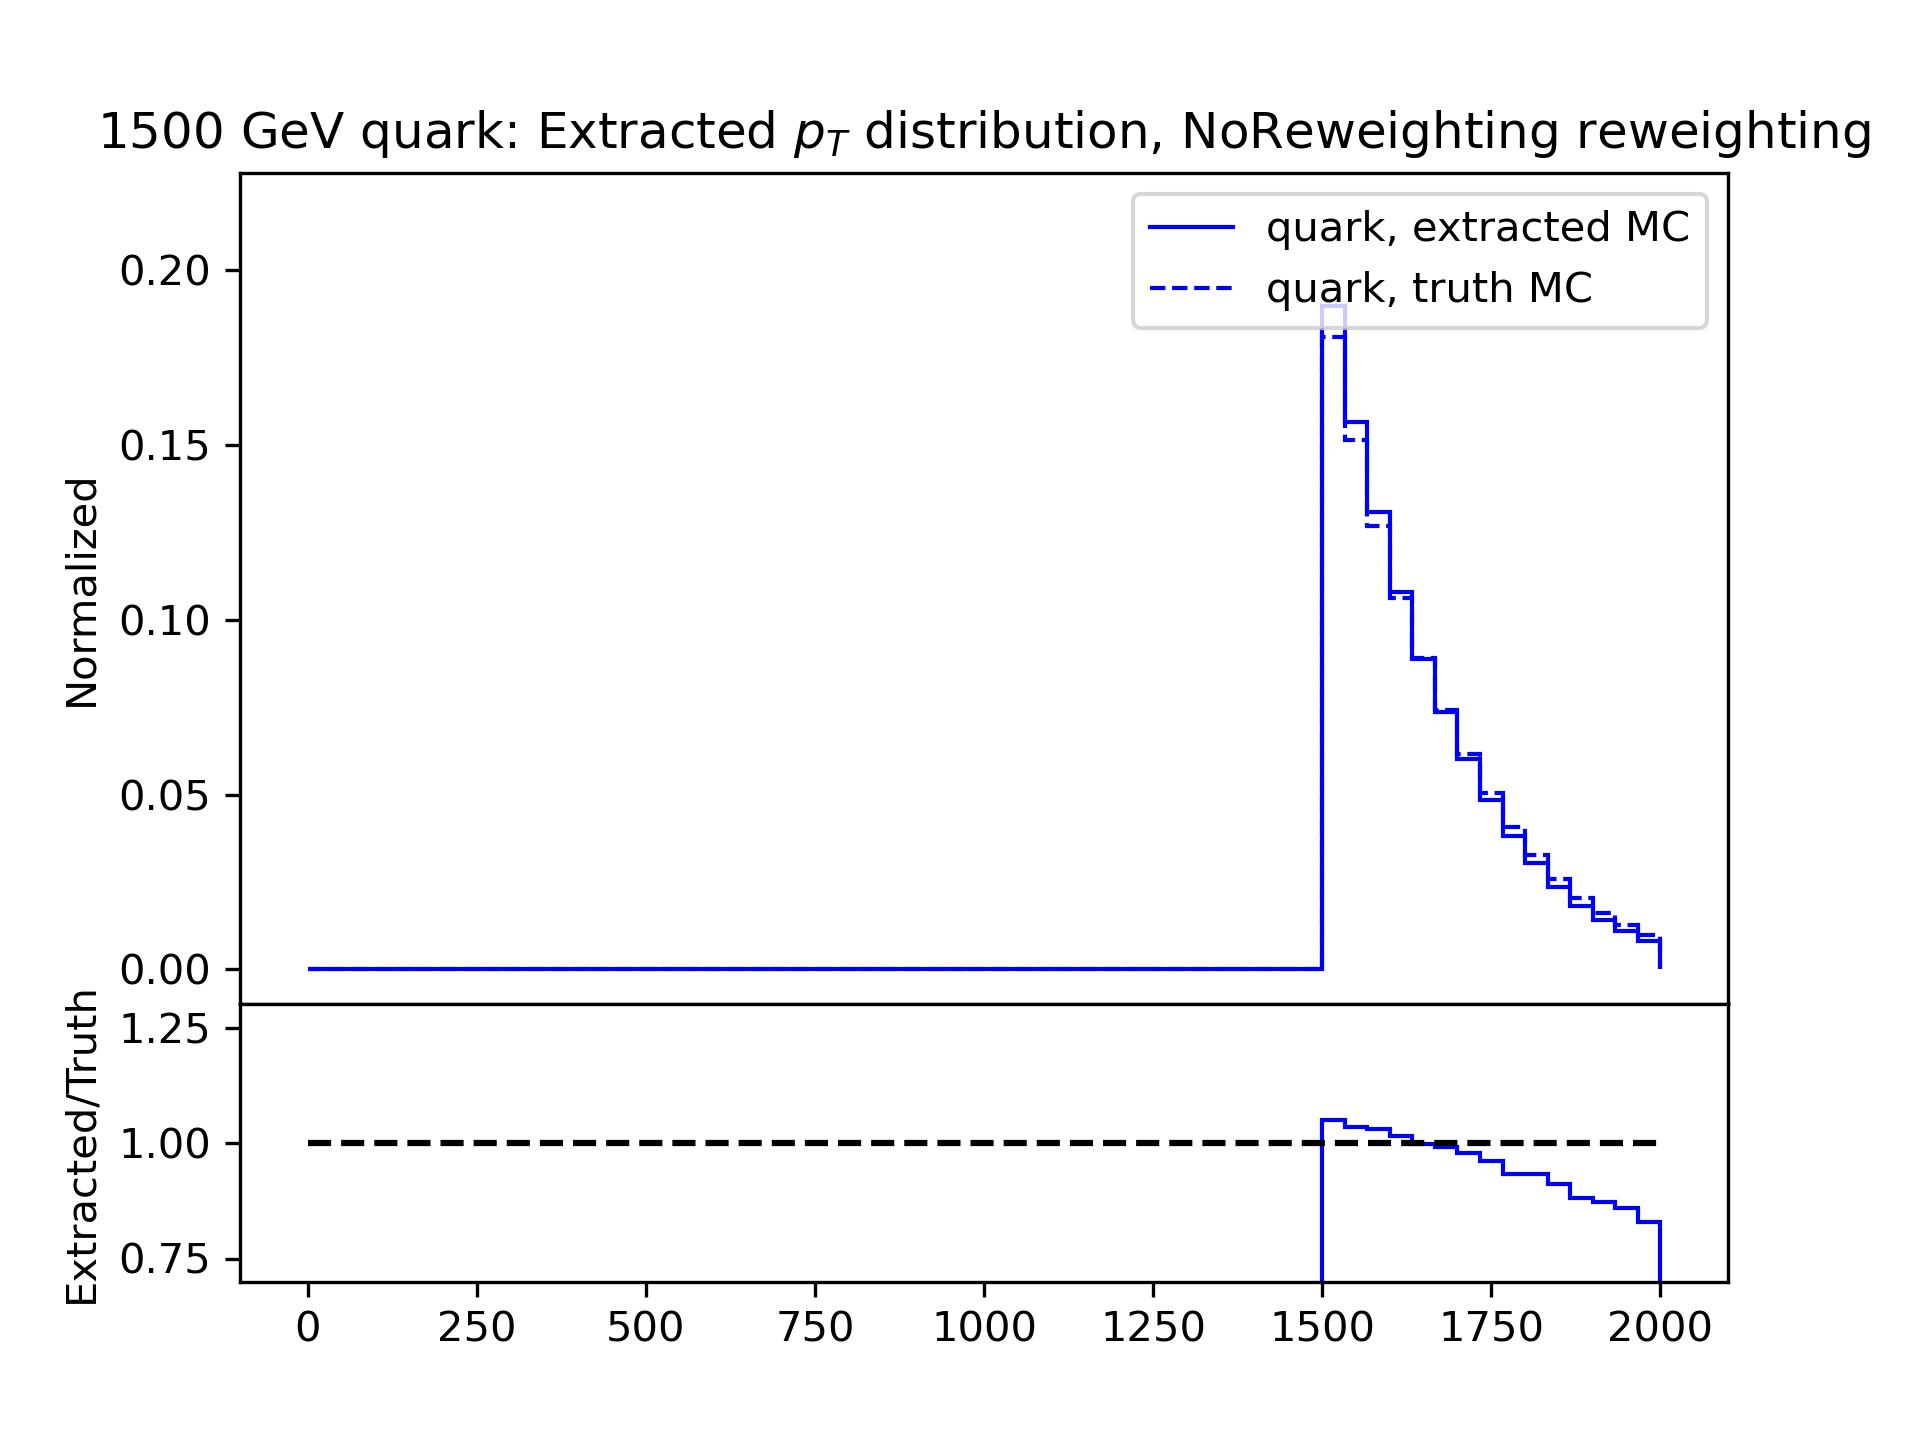 1500 GeV quark: Extracted p_T distribution, NoReweighting reweighting
quark, extracted MC
quark, truth MC
Normalized
0.20
0.15
0.10
0.05
0.00
Extracted/Truth
1.25
1.00
0.75
0 250 500 750 1000 1250 1500 1750 2000